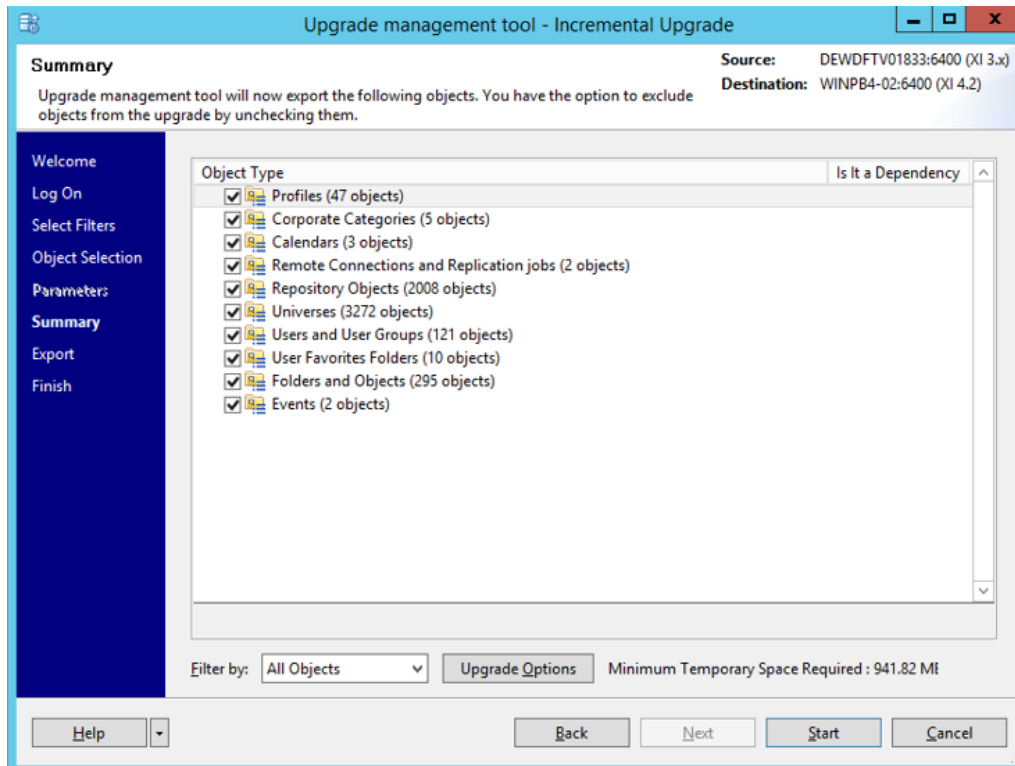 Upgrade management tool - Incremental Upgrade
Summary
Upgrade management tool will now export the following objects. You have the option to exclude
objects from the upgrade by unchecking them.
Source: DEWDFTV01833:6400 (XI 3.x)
Destination: WINPB4-02:6400 (XI 4.2)
Welcome
Log On
Select Filters
Object Selection
Parameters
Summary
Export
Finish
Object Type Is It a Dependency
Profiles (47 objects)
Corporate Categories (5 objects)
Calendars (3 objects)
Remote Connections and Replication jobs (2 objects)
Repository Objects (2008 objects)
Universes (3272 objects)
Users and User Groups (121 objects)
User Favorites Folders (10 objects)
Folders and Objects (295 objects)
Events (2 objects)
Filter by: All Objects Upgrade Options Minimum Temporary Space Required : 941.82 MB
Help Back Next Start Cancel